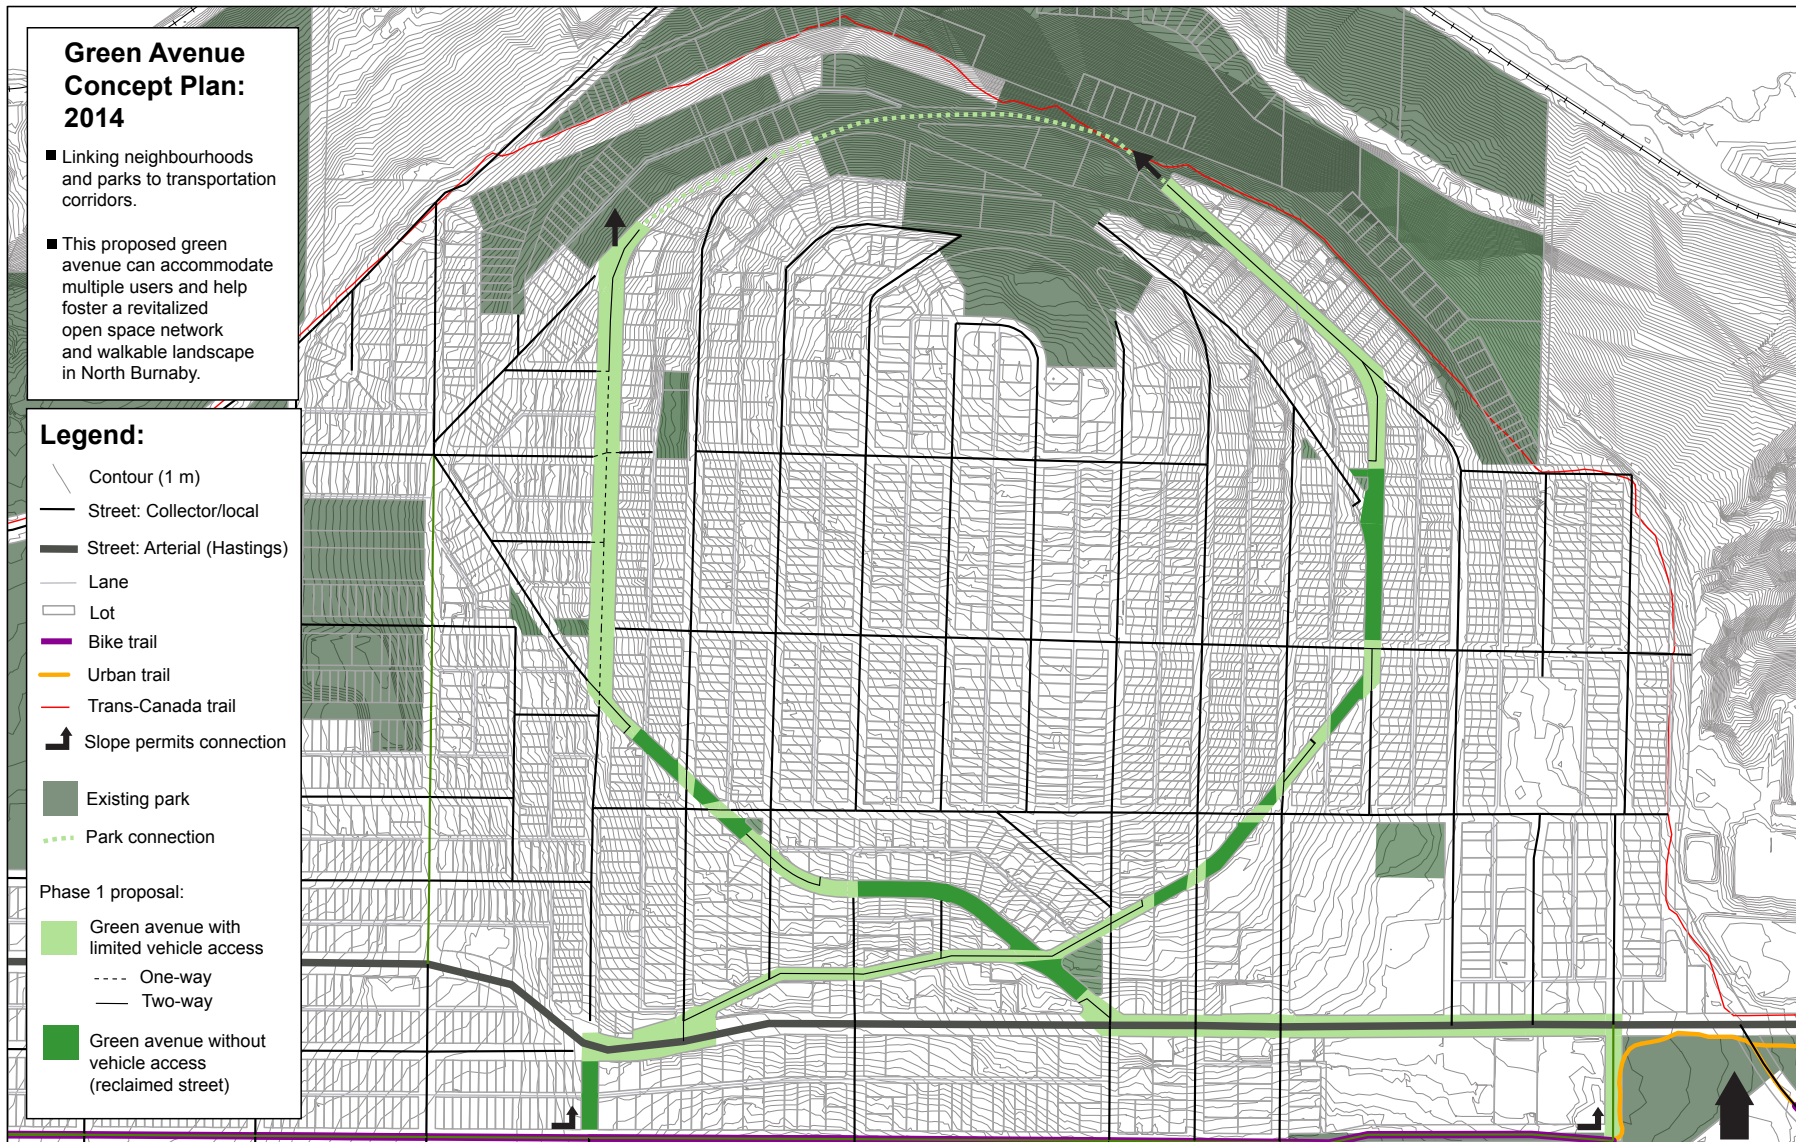 Green Avenue
Concept Plan:
2014
Linking neighbourhoods
and parks to transportation
corridors.
This proposed green
avenue can accommodate
multiple users and help
foster a revitalized
open space network
and walkable landscape
in North Burnaby.
Legend:
Contour (1 m)
Street: Collector/local
Street: Arterial (Hastings)
Lane
Lot
Bike trail
Urban trail
Trans-Canada trail
Slope permits connection
Existing park
Park connection
Phase 1 proposal:
Green avenue with
limited vehicle access
One-way
Two-way
Green avenue without
vehicle access
(reclaimed street)